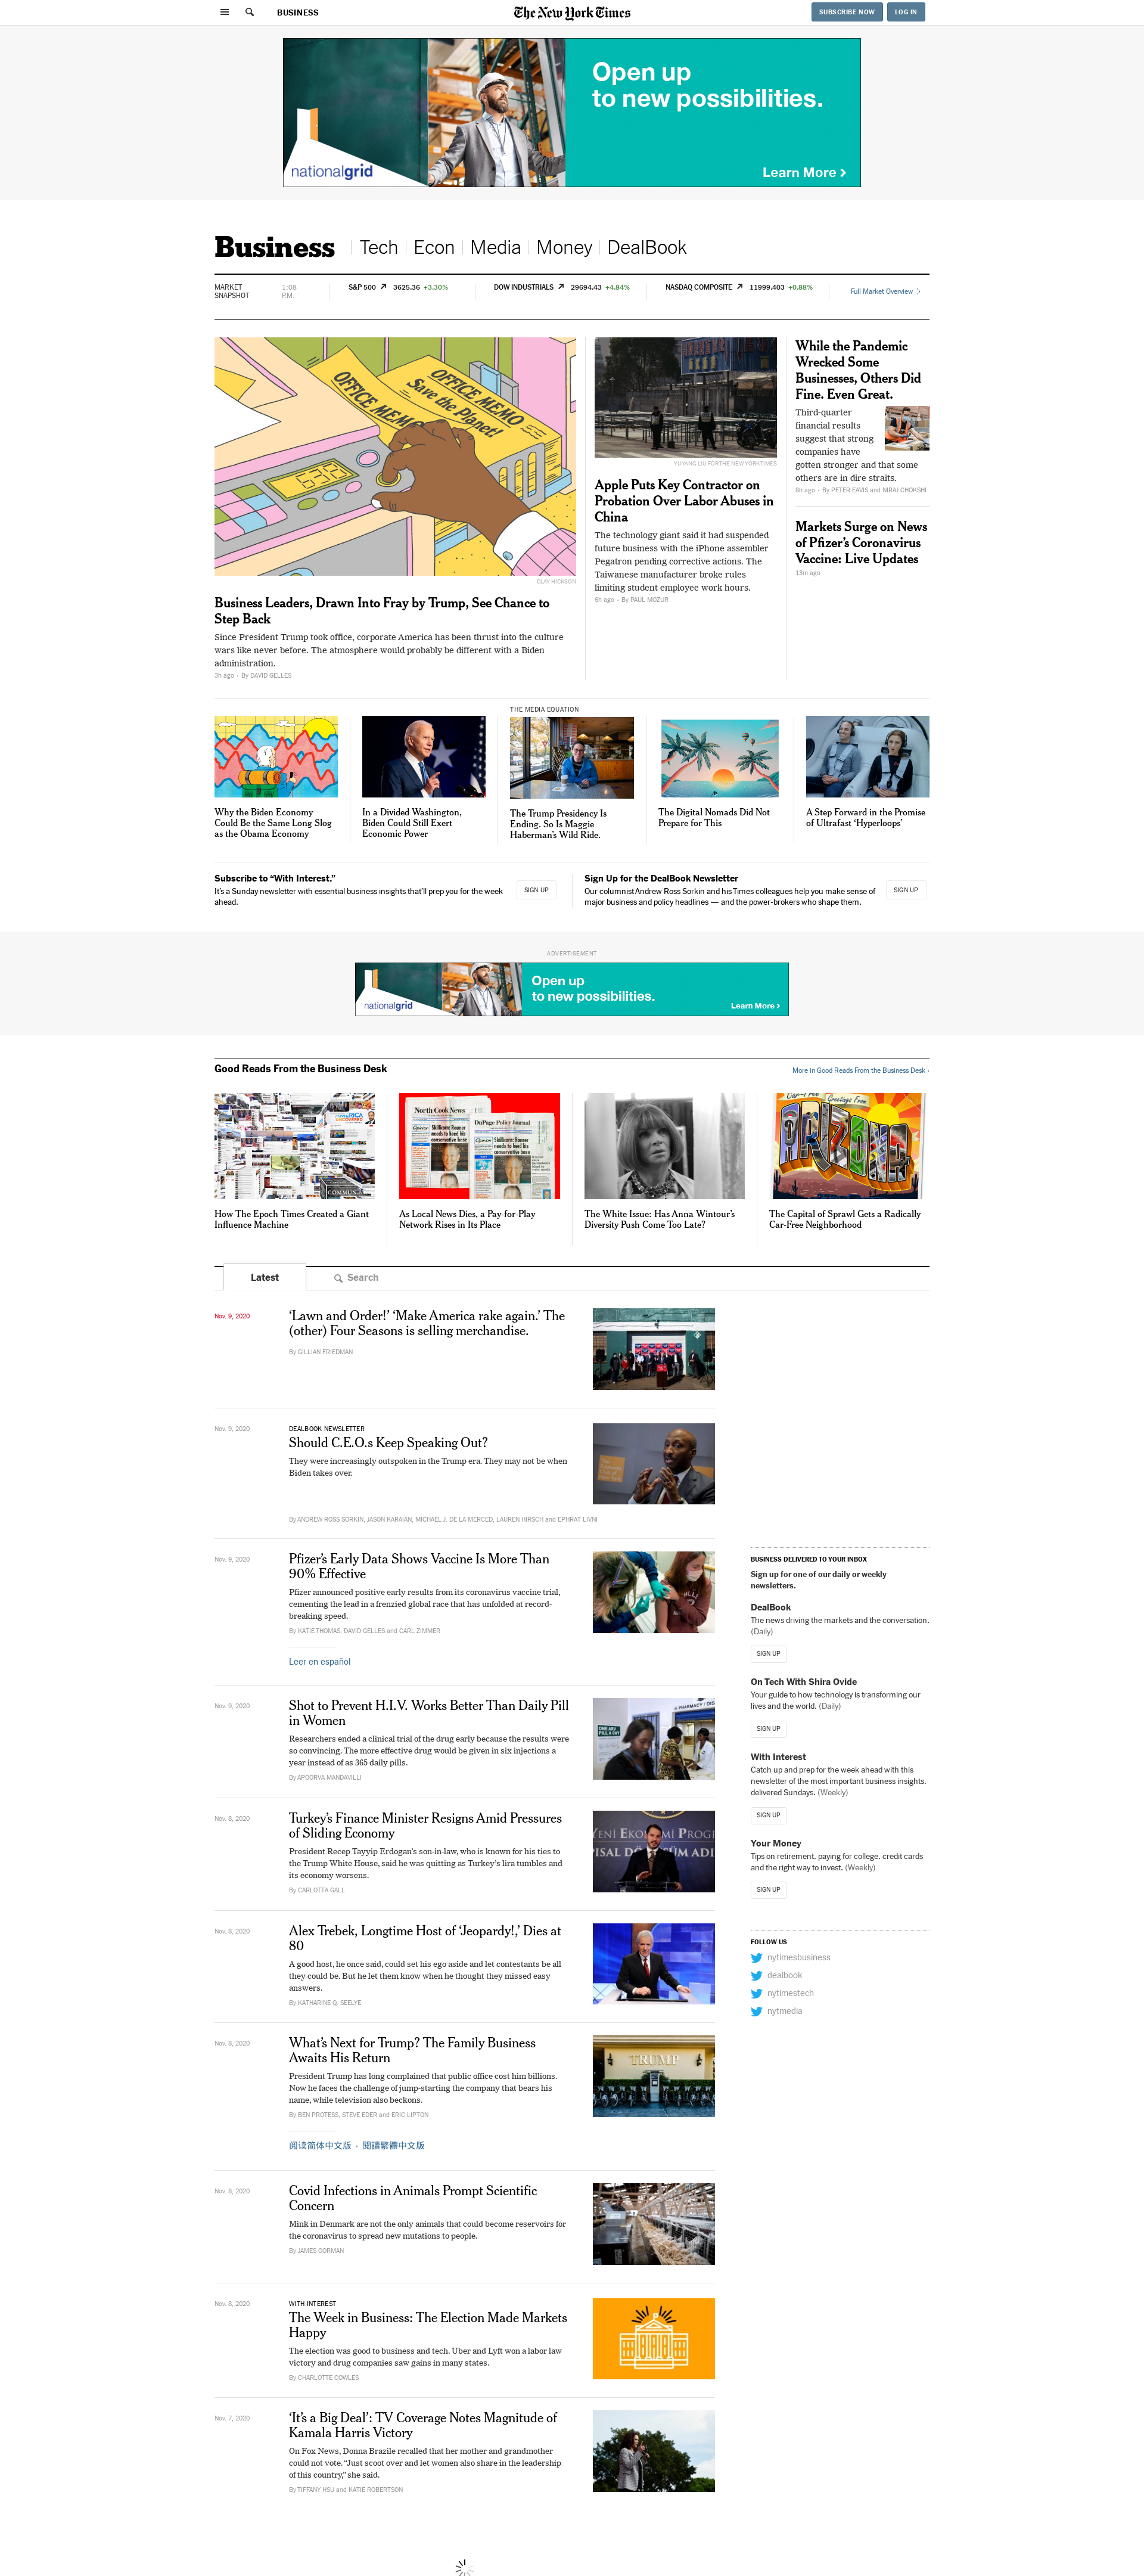 BUSINESS
The New York Times
SUBSCRIBE NOW
LOG IN
Open up
to new possibilities.
nationalgrid
Learn More
Business
Tech
Econ
Media
Money
DealBook
MARKET
SNAPSHOT
1:08
P.M.
S&P 500 3625.36 +3.30%
DOW INDUSTRIALS 29694.43 +4.84%
NASDAQ COMPOSITE 11999.403 +0.88%
Full Market Overview
OFFICE MEMO
OFFICE MEMO
Save the Planet!
CLAY HICKSON
Business Leaders, Drawn Into Fray by Trump, See Chance to
Step Back
Since President Trump took office, corporate America has been thrust into the culture
wars like never before. The atmosphere would probably be different with a Biden
administration.
3h ago · By DAVID GELLES
YUYANG LIU FOR THE NEW YORK TIMES
Apple Puts Key Contractor on
Probation Over Labor Abuses in
China
The technology giant said it had suspended
future business with the iPhone assembler
Pegatron pending corrective actions. The
Taiwanese manufacturer broke rules
limiting student employee work hours.
6h ago · By PAUL MOZUR
While the Pandemic
Wrecked Some
Businesses, Others Did
Fine. Even Great.
Third-quarter
financial results
suggest that strong
companies have
gotten stronger and that some
others are in dire straits.
8h ago · By PETER EAVIS and NIRAJ CHOKSHI
Markets Surge on News
of Pfizer’s Coronavirus
Vaccine: Live Updates
13m ago
Why the Biden Economy
Could Be the Same Long Slog
as the Obama Economy
In a Divided Washington,
Biden Could Still Exert
Economic Power
THE MEDIA EQUATION
The Trump Presidency Is
Ending. So Is Maggie
Haberman’s Wild Ride.
The Digital Nomads Did Not
Prepare for This
A Step Forward in the Promise
of Ultrafast ‘Hyperloops’
Subscribe to “With Interest.”
It’s a Sunday newsletter with essential business insights that’ll prep you for the week
ahead.
SIGN UP
Sign Up for the DealBook Newsletter
Our columnist Andrew Ross Sorkin and his Times colleagues help you make sense of
major business and policy headlines — and the power-brokers who shape them.
SIGN UP
ADVERTISEMENT
nationalgrid
Open up
to new possibilities.
Learn More
Good Reads From the Business Desk
More in Good Reads From the Business Desk ›
North Cook News
DuPage Policy Journal
Skillicorn: Rauner
needs to heed his
conservative base
ARIZONA
How The Epoch Times Created a Giant
Influence Machine
As Local News Dies, a Pay-for-Play
Network Rises in Its Place
The White Issue: Has Anna Wintour’s
Diversity Push Come Too Late?
The Capital of Sprawl Gets a Radically
Car-Free Neighborhood
Latest
Search
Nov. 9, 2020
‘Lawn and Order!’ ‘Make America rake again.’ The
(other) Four Seasons is selling merchandise.
By GILLIAN FRIEDMAN
Nov. 9, 2020
DEALBOOK NEWSLETTER
Should C.E.O.s Keep Speaking Out?
They were increasingly outspoken in the Trump era. They may not be when
Biden takes over.
By ANDREW ROSS SORKIN, JASON KARAIAN, MICHAEL J. DE LA MERCED, LAUREN HIRSCH and EPHRAT LIVNI
Nov. 9, 2020
Pfizer’s Early Data Shows Vaccine Is More Than
90% Effective
Pfizer announced positive early results from its coronavirus vaccine trial,
cementing the lead in a frenzied global race that has unfolded at record-
breaking speed.
By KATIE THOMAS, DAVID GELLES and CARL ZIMMER
Leer en español
Nov. 9, 2020
Shot to Prevent H.I.V. Works Better Than Daily Pill
in Women
Researchers ended a clinical trial of the drug early because the results were
so convincing. The more effective drug would be given in six injections a
year instead of as 365 daily pills.
By APOORVA MANDAVILLI
Nov. 8, 2020
Turkey’s Finance Minister Resigns Amid Pressures
of Sliding Economy
President Recep Tayyip Erdogan’s son-in-law, who is known for his ties to
the Trump White House, said he was quitting as Turkey’s lira tumbles and
its economy worsens.
By CARLOTTA GALL
Nov. 8, 2020
Alex Trebek, Longtime Host of ‘Jeopardy!,’ Dies at
80
A good host, he once said, could set his ego aside and let contestants be all
they could be. But he let them know when he thought they missed easy
answers.
By KATHARINE Q. SEELYE
Nov. 8, 2020
What’s Next for Trump? The Family Business
Awaits His Return
President Trump has long complained that public office cost him billions.
Now he faces the challenge of jump-starting the company that bears his
name, while television also beckons.
By BEN PROTESS, STEVE EDER and ERIC LIPTON
阅读简体中文版 · 閱讀繁體中文版
TRUMP
Nov. 8, 2020
Covid Infections in Animals Prompt Scientific
Concern
Mink in Denmark are not the only animals that could become reservoirs for
the coronavirus to spread new mutations to people.
By JAMES GORMAN
Nov. 8, 2020
WITH INTEREST
The Week in Business: The Election Made Markets
Happy
The election was good to business and tech. Uber and Lyft won a labor law
victory and drug companies saw gains in many states.
By CHARLOTTE COWLES
Nov. 7, 2020
‘It’s a Big Deal’: TV Coverage Notes Magnitude of
Kamala Harris Victory
On Fox News, Donna Brazile recalled that her mother and grandmother
could not vote. “Just scoot over and let women also share in the leadership
of this country,” she said.
By TIFFANY HSU and KATIE ROBERTSON
BUSINESS DELIVERED TO YOUR INBOX
Sign up for one of our daily or weekly
newsletters.
DealBook
The news driving the markets and the conversation.
(Daily)
SIGN UP
On Tech With Shira Ovide
Your guide to how technology is transforming our
lives and the world. (Daily)
SIGN UP
With Interest
Catch up and prep for the week ahead with this
newsletter of the most important business insights,
delivered Sundays. (Weekly)
SIGN UP
Your Money
Tips on retirement, paying for college, credit cards
and the right way to invest. (Weekly)
SIGN UP
FOLLOW US
nytimesbusiness
dealbook
nytimestech
nytmedia